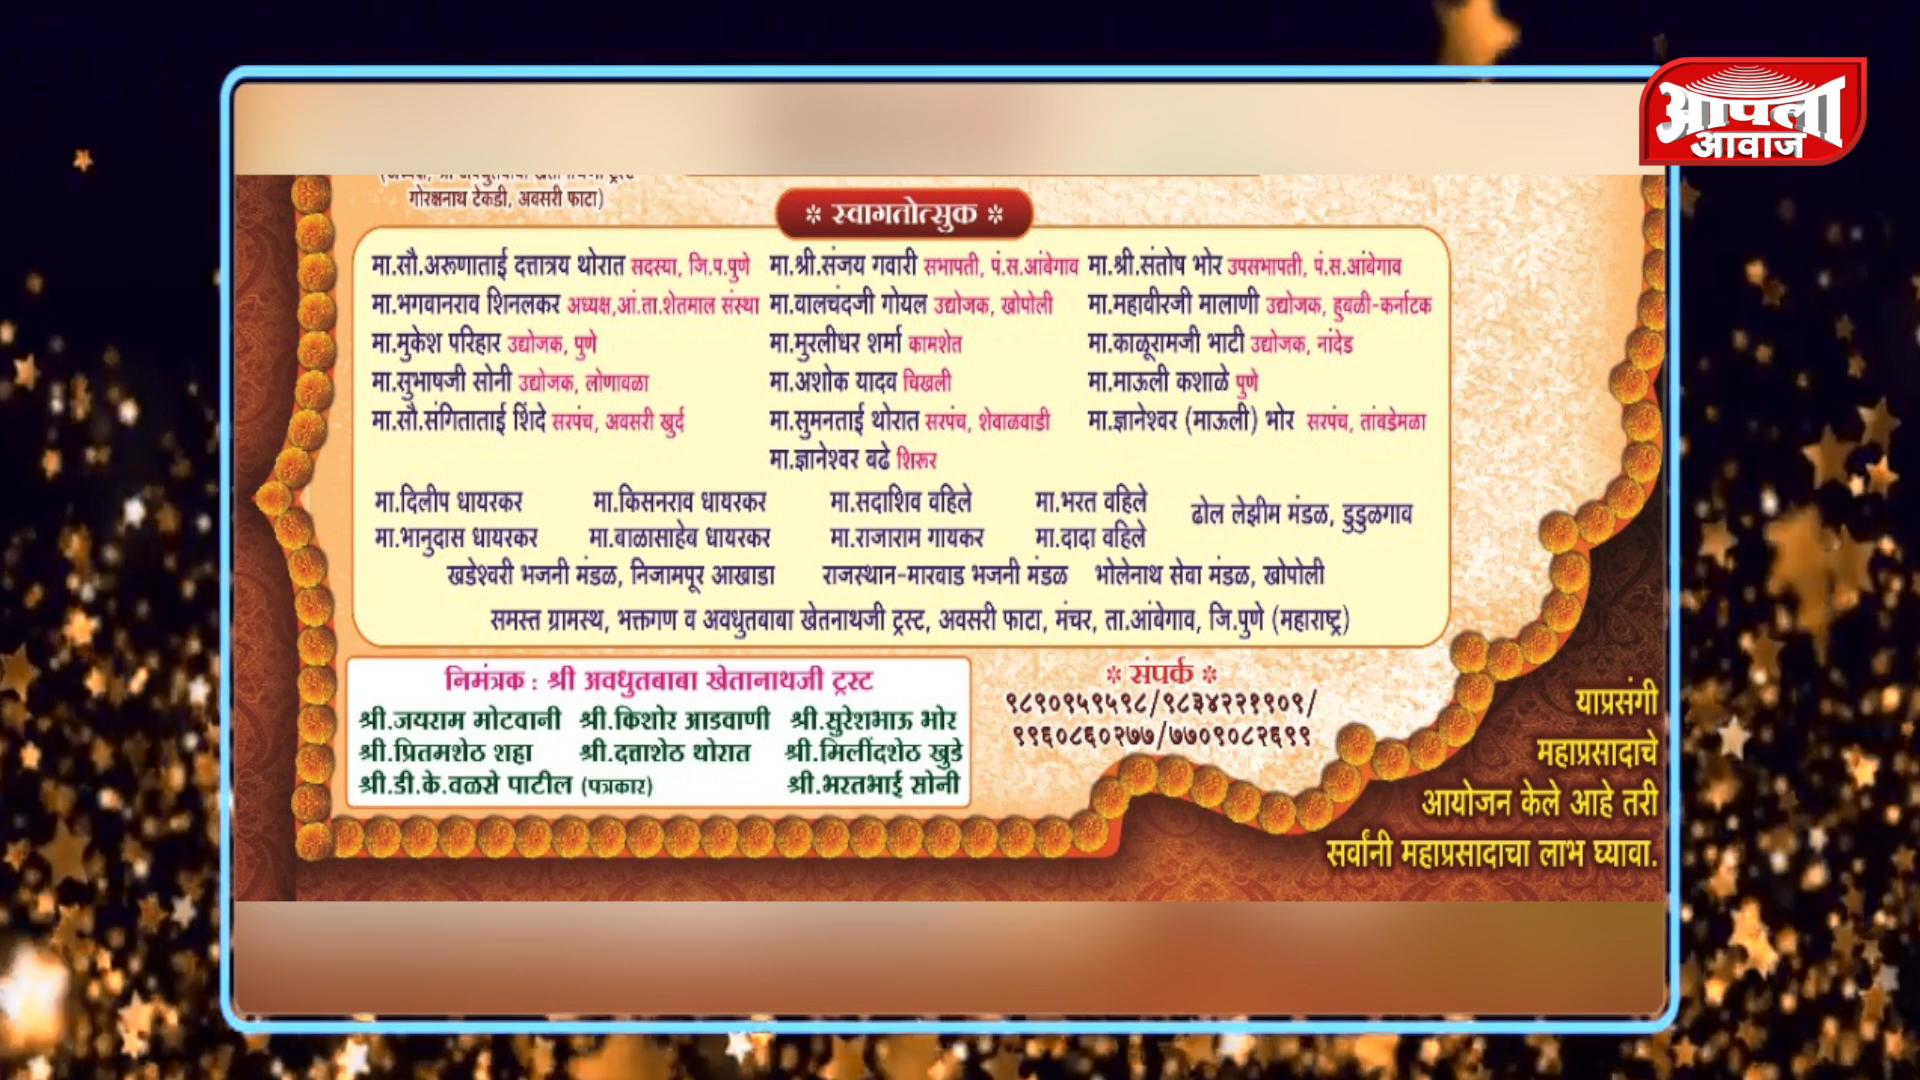 आपला
आवाज
गोरक्षनाथ टेकडी, अवसरी फाटा)
* स्वागतोत्सुक *
मा.सौ.अरूणाताई दत्तात्रय थोरात सदस्या, जि.प.पुणे मा.श्री.संजय गवारी सभापती, पं.स.आंबेगाव मा.श्री.संतोष भोर उपसभापती, पं.स.आंबेगाव
मा.भगवानराव शिनलकर अध्यक्ष,आं.ता.शेतमाल संस्था मा.वालचंदजी गोयल उद्योजक, खोपोली मा.महावीरजी मालाणी उद्योजक, हुबळी-कर्नाटक
मा.मुकेश परिहार उद्योजक, पुणे मा.मुरलीधर शर्मा कामशेत मा.काळूरामजी भाटी उद्योजक, नांदेड
मा.सुभाषजी सोनी उद्योजक, लोणावळा मा.अशोक यादव चिखली मा.माऊली कशाळे पुणे
मा.सौ.संगिताताई शिंदे सरपंच, अवसरी खुर्द मा.सुमनताई थोरात सरपंच, शेवाळवाडी मा.ज्ञानेश्वर (माऊली) भोर सरपंच, तांबडेमळा
मा.ज्ञानेश्वर बढे शिरूर
मा.दिलीप धायरकर मा.किसनराव धायरकर मा.सदाशिव वहिले मा.भरत वहिले ढोल लेझीम मंडळ, डुडुळगाव
मा.भानुदास धायरकर मा.बाळासाहेब धायरकर मा.राजाराम गायकर मा.दादा वहिले
खडेश्वरी भजनी मंडळ, निजामपूर आखाडा राजस्थान-मारवाड भजनी मंडळ भोलेनाथ सेवा मंडळ, खोपोली
समस्त ग्रामस्थ, भक्तगण व अवधुतबाबा खेतनाथजी ट्रस्ट, अवसरी फाटा, मंचर, ता.आंबेगाव, जि.पुणे (महाराष्ट्र)
निमंत्रक : श्री अवधुतबाबा खेतानाथजी ट्रस्ट
श्री.जयराम मोटवानी श्री.किशोर आडवाणी श्री.सुरेशभाऊ भोर
श्री.प्रितमशेठ शहा श्री.दत्ताशेठ थोरात श्री.मिलींदशेठ खुडे
श्री.डी.के.वळसे पाटील (पत्रकार) श्री.भरतभाई सोनी
* संपर्क *
९८९०९५९५९८/९८३४२२१९०९/
९९६०८६०२७७/७७०९०८२६९९
याप्रसंगी
महाप्रसादाचे
आयोजन केले आहे तरी
सर्वांनी महाप्रसादाचा लाभ घ्यावा.